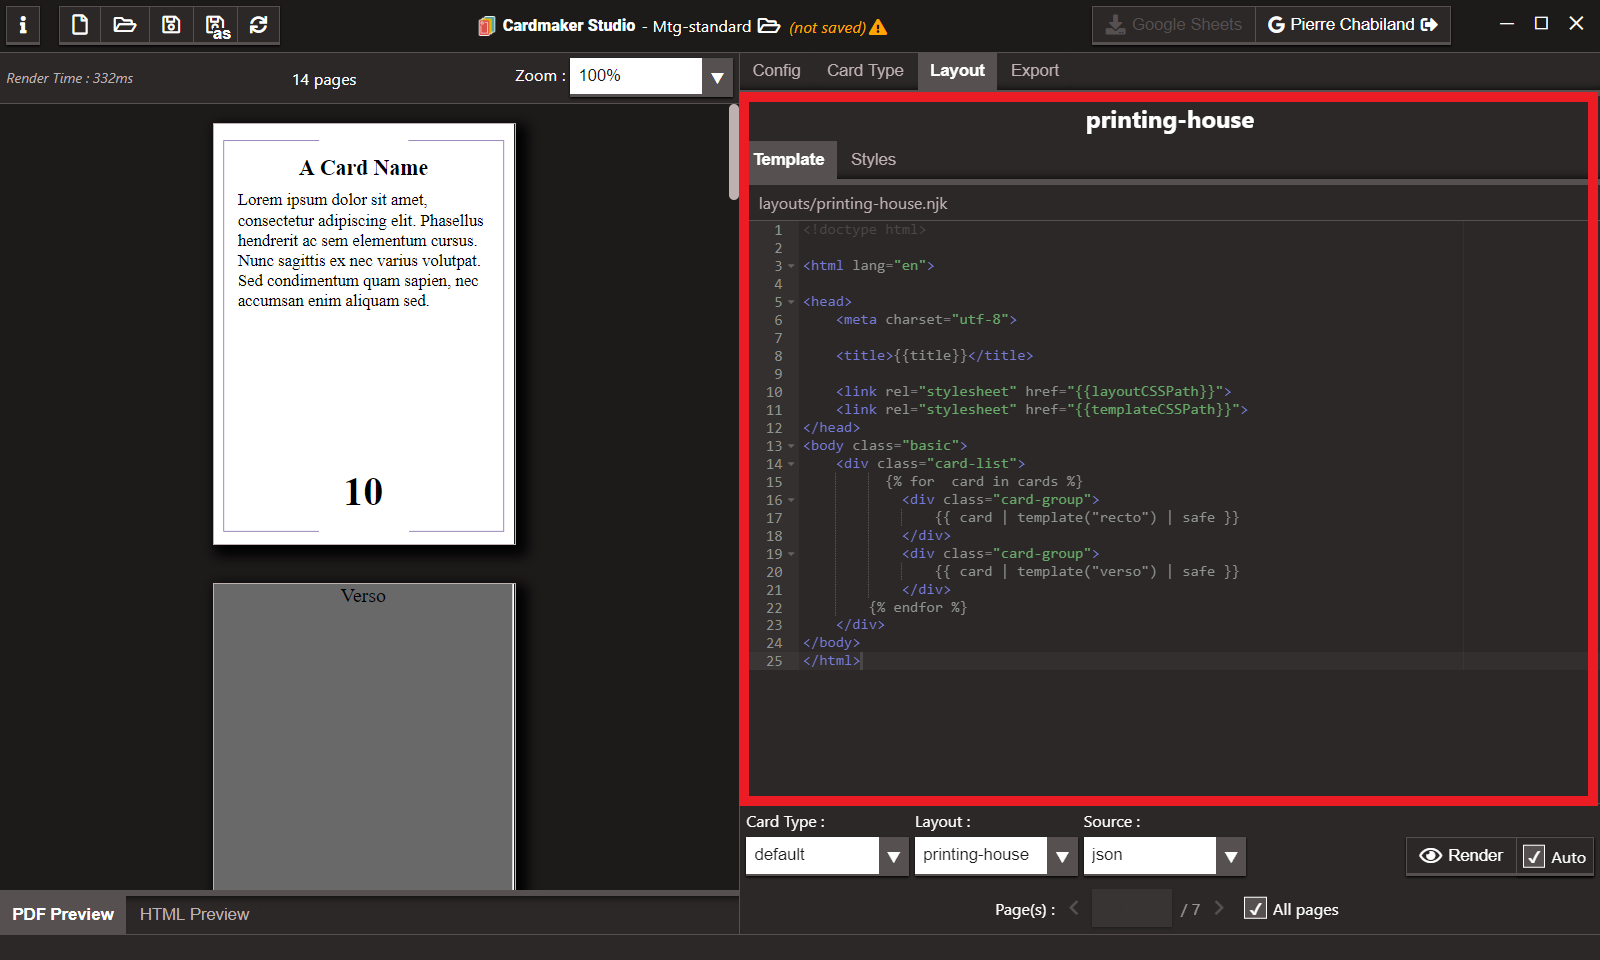 as
Cardmaker Studio - Mtg-standard (not saved)
Google Sheets
G Pierre Chabiland
Render Time : 332ms
14 pages
Zoom :
100%
A Card Name
Lorem ipsum dolor sit amet,
consectetur adipiscing elit. Phasellus
hendrerit ac sem elementum cursus.
Nunc sagittis ex nec varius volutpat.
Sed condimentum quam sapien, nec
accumsan enim aliquam sed.
10
Verso
PDF Preview
HTML Preview
Config
Card Type
Layout
Export
printing-house
Template
Styles
layouts/printing-house.njk
1 <!doctype html>
2
3 <html lang="en">
4
5 <head>
6 <meta charset="utf-8">
7
8 <title>{{title}}</title>
9
10 <link rel="stylesheet" href="{{layoutCSSPath}}">
11 <link rel="stylesheet" href="{{templateCSSPath}}">
12 </head>
13 <body class="basic">
14 <div class="card-list">
15 {% for  card in cards %}
16 <div class="card-group">
17 {{ card | template("recto") | safe }}
18 </div>
19 <div class="card-group">
20 {{ card | template("verso") | safe }}
21 </div>
22 {% endfor %}
23 </div>
24 </body>
25 </html>
Card Type :
Layout :
Source :
default
printing-house
json
Render
Auto
Page(s) :
/ 7
All pages